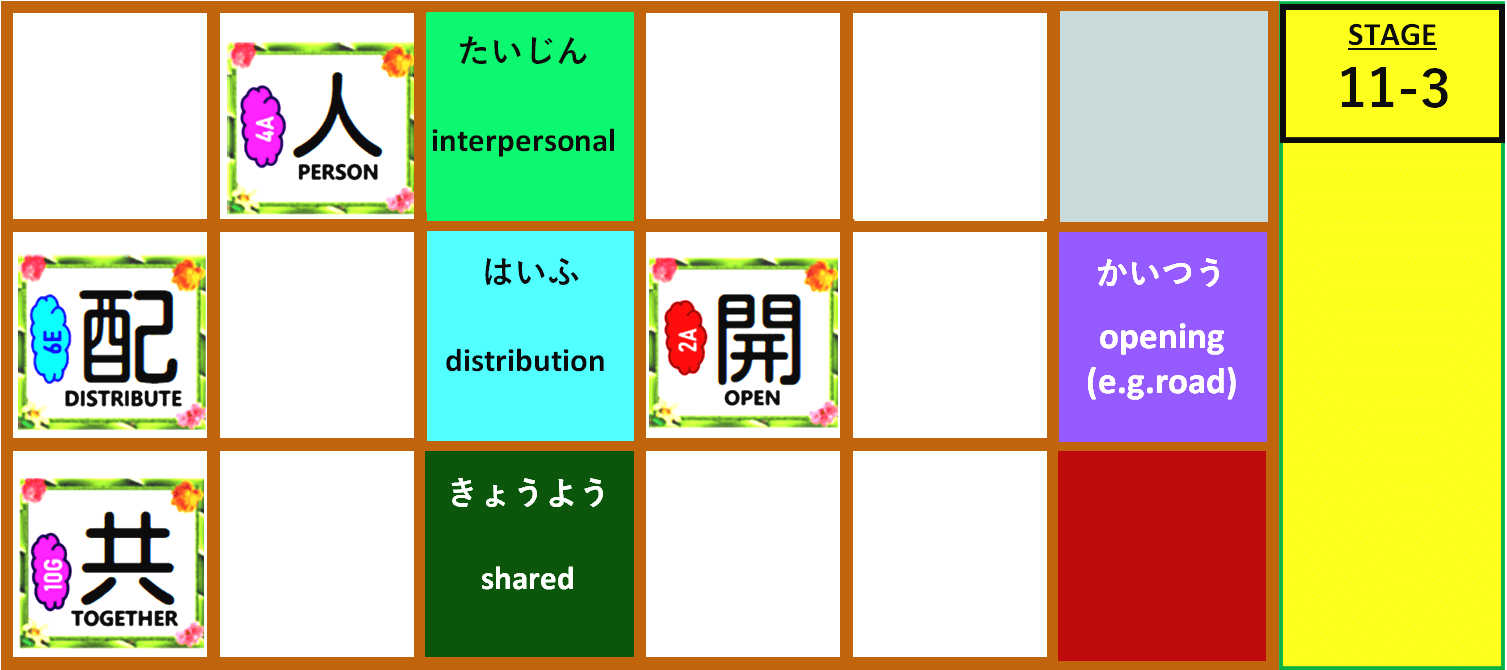 4A
人
PERSON
たいじん
interpersonal
STAGE
11-3
6E
配
DISTRIBUTE
はいふ
distribution
2A
開
OPEN
かいつう
opening
(e.g.road)
10G
共
TOGETHER
きょうよう
shared